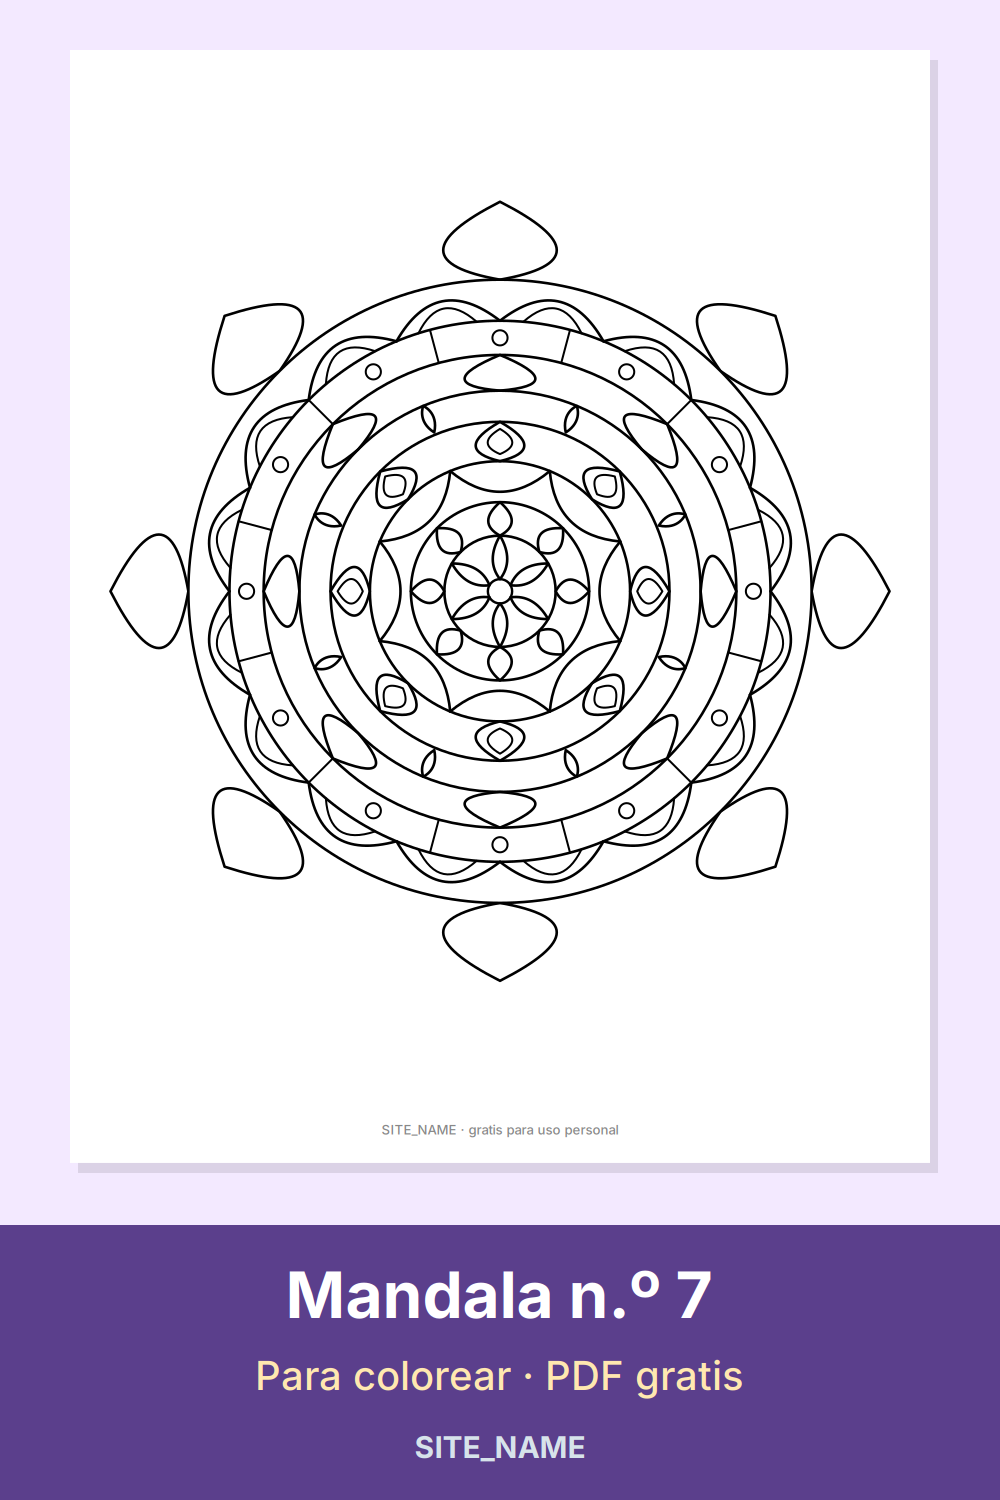 SITE_NAME · gratis para uso personal
Mandala n.º 7
Para colorear · PDF gratis
SITE_NAME